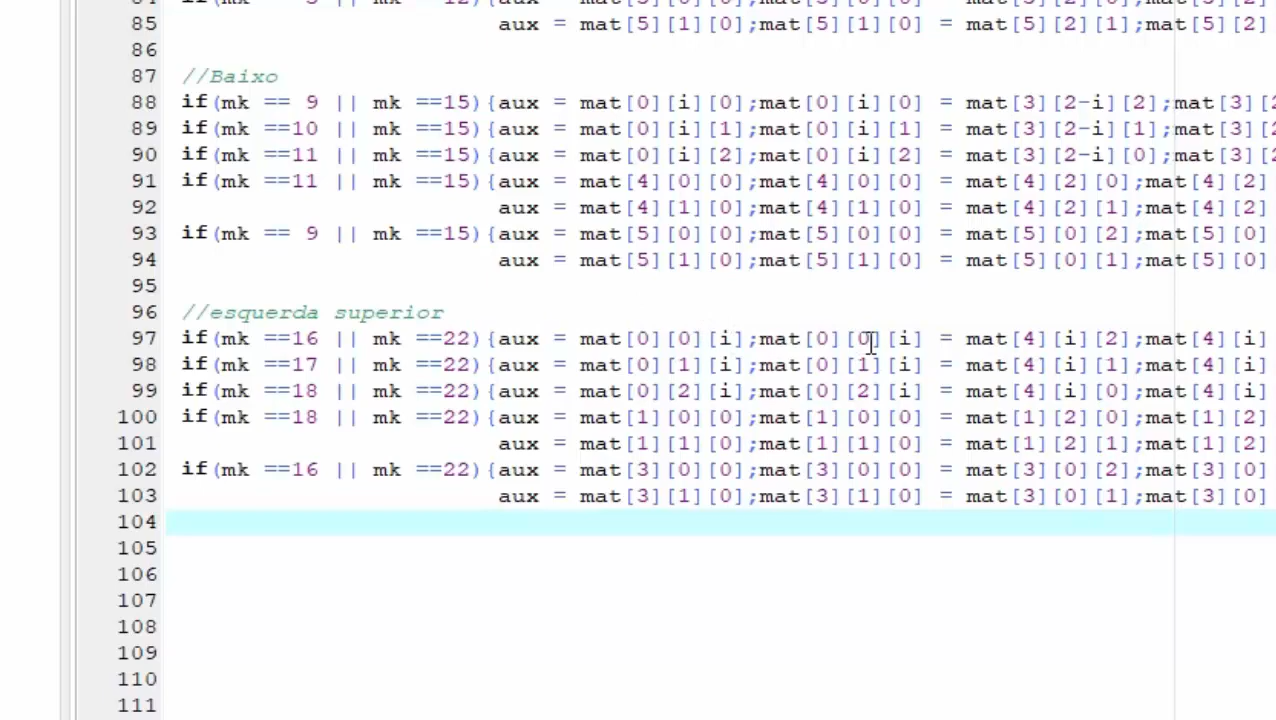 85 aux = mat[5][1][0];mat[5][1][0] = mat[5][2][1];mat[5][2]
86
87 //Baixo
88 if(mk == 9 || mk ==15){aux = mat[0][i][0];mat[0][i][0] = mat[3][2-i][2];mat[3]
89 if(mk ==10 || mk ==15){aux = mat[0][i][1];mat[0][i][1] = mat[3][2-i][1];mat[3]
90 if(mk ==11 || mk ==15){aux = mat[0][i][2];mat[0][i][2] = mat[3][2-i][0];mat[3]
91 if(mk ==11 || mk ==15){aux = mat[4][0][0];mat[4][0][0] = mat[4][2][0];mat[4][2]
92 aux = mat[4][1][0];mat[4][1][0] = mat[4][2][1];mat[4][2]
93 if(mk == 9 || mk ==15){aux = mat[5][0][0];mat[5][0][0] = mat[5][0][2];mat[5][0]
94 aux = mat[5][1][0];mat[5][1][0] = mat[5][0][1];mat[5][0]
95
96 //esquerda superior
97 if(mk ==16 || mk ==22){aux = mat[0][0][i];mat[0][0][i] = mat[4][i][2];mat[4][i]
98 if(mk ==17 || mk ==22){aux = mat[0][1][i];mat[0][1][i] = mat[4][i][1];mat[4][i]
99 if(mk ==18 || mk ==22){aux = mat[0][2][i];mat[0][2][i] = mat[4][i][0];mat[4][i]
100 if(mk ==18 || mk ==22){aux = mat[1][0][0];mat[1][0][0] = mat[1][2][0];mat[1][2]
101 aux = mat[1][1][0];mat[1][1][0] = mat[1][2][1];mat[1][2]
102 if(mk ==16 || mk ==22){aux = mat[3][0][0];mat[3][0][0] = mat[3][0][2];mat[3][0]
103 aux = mat[3][1][0];mat[3][1][0] = mat[3][0][1];mat[3][0]
104
105
106
107
108
109
110
111